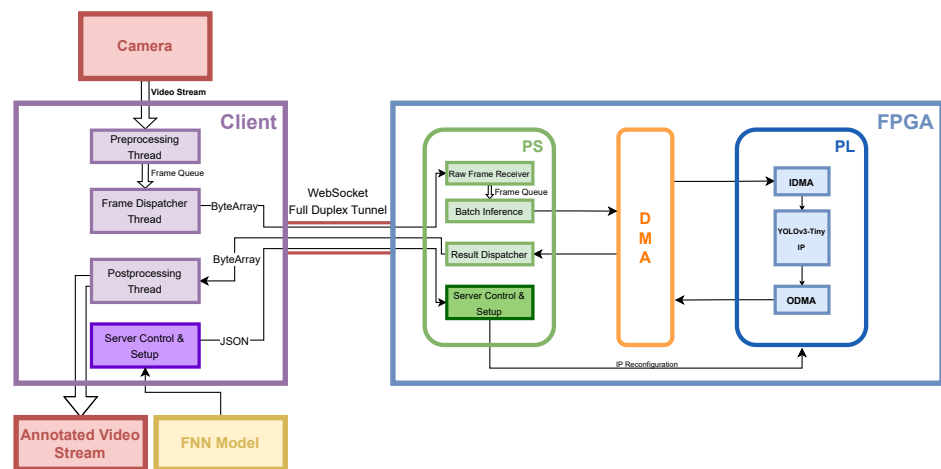 Camera
Video Stream
Client
Preprocessing
Thread
Frame Queue
Frame Dispatcher
Thread
ByteArray
WebSocket
Full Duplex Tunnel
ByteArray
Postprocessing
Thread
Server Control &
Setup
JSON
Annotated Video
Stream
FNN Model
FPGA
PS
Raw Frame Receiver
Frame Queue
Batch Inference
Result Dispatcher
Server Control &
Setup
IP Reconfiguration
D
M
A
PL
IDMA
YOLOv3-Tiny
IP
ODMA